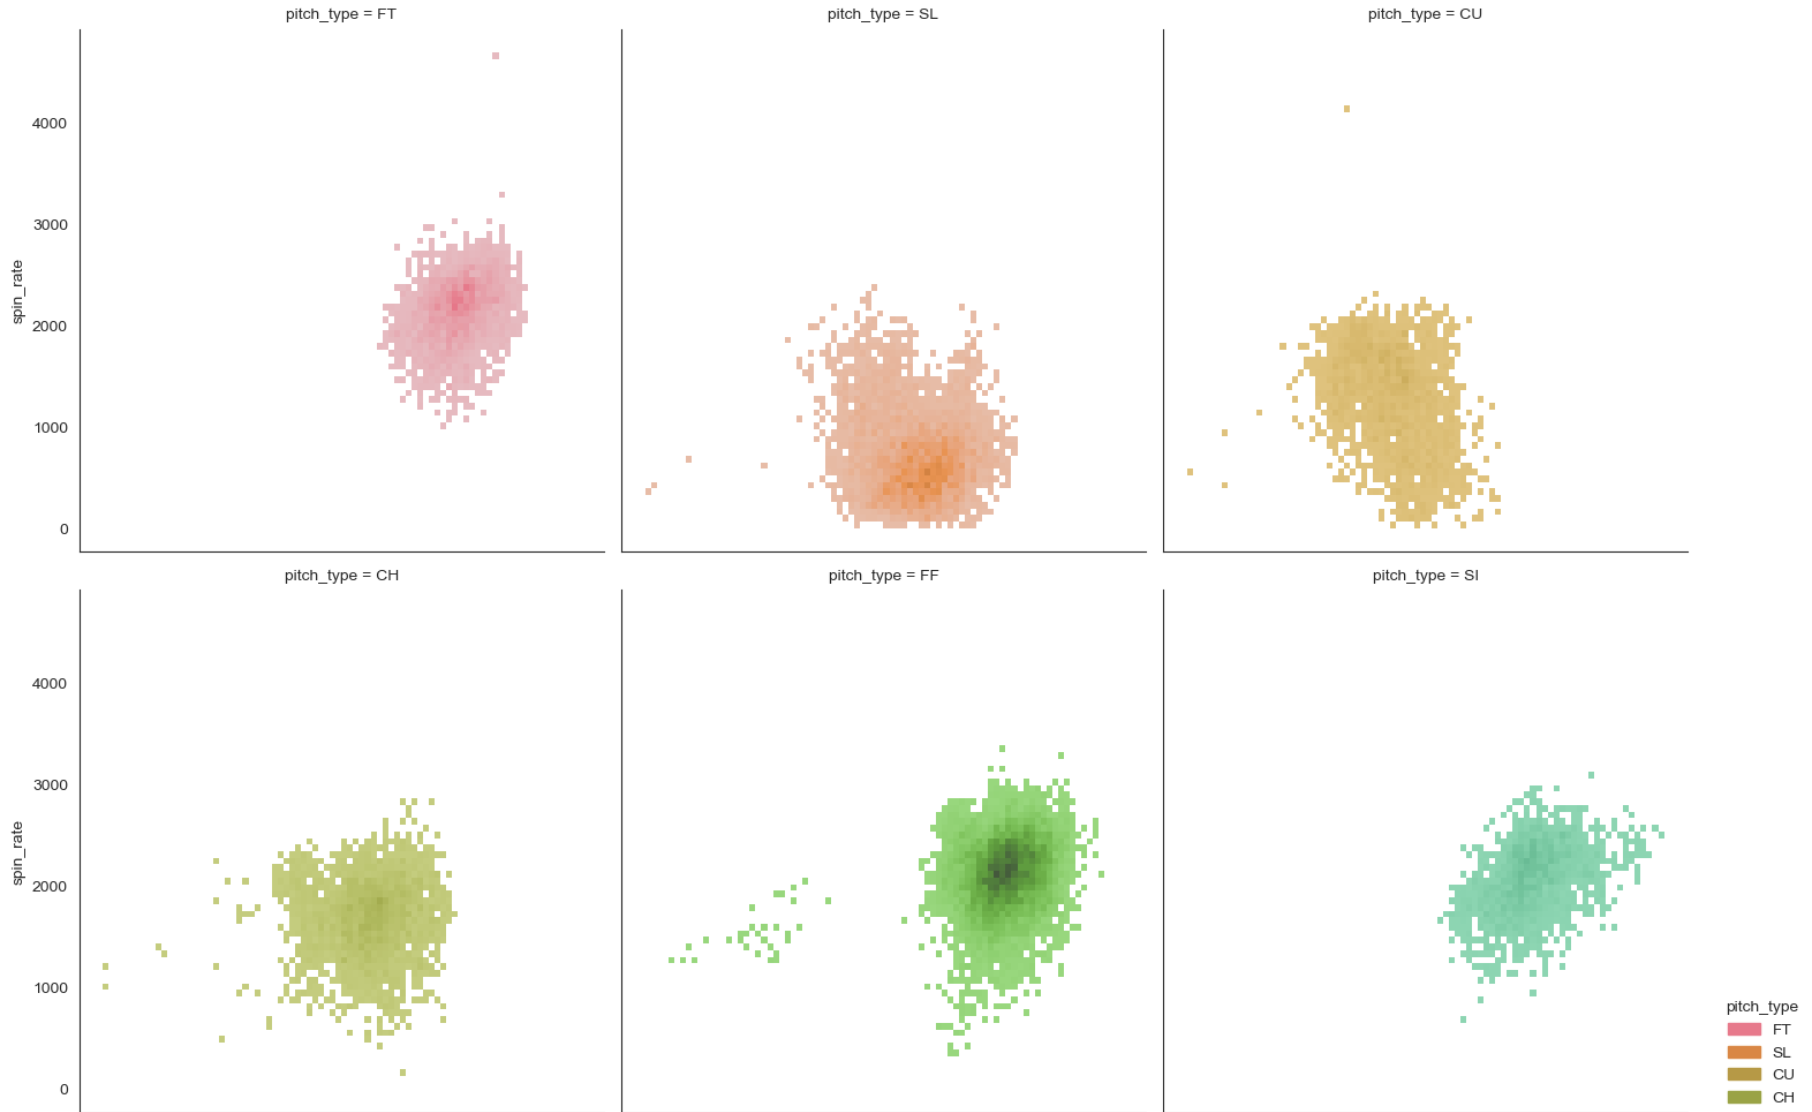 pitch_type = FT
pitch_type = SL
pitch_type = CU
4000
3000
2000
1000
0
spin_rate
pitch_type = CH
pitch_type = FF
pitch_type = SI
4000
3000
2000
1000
0
spin_rate
pitch_type
FT
SL
CU
CH